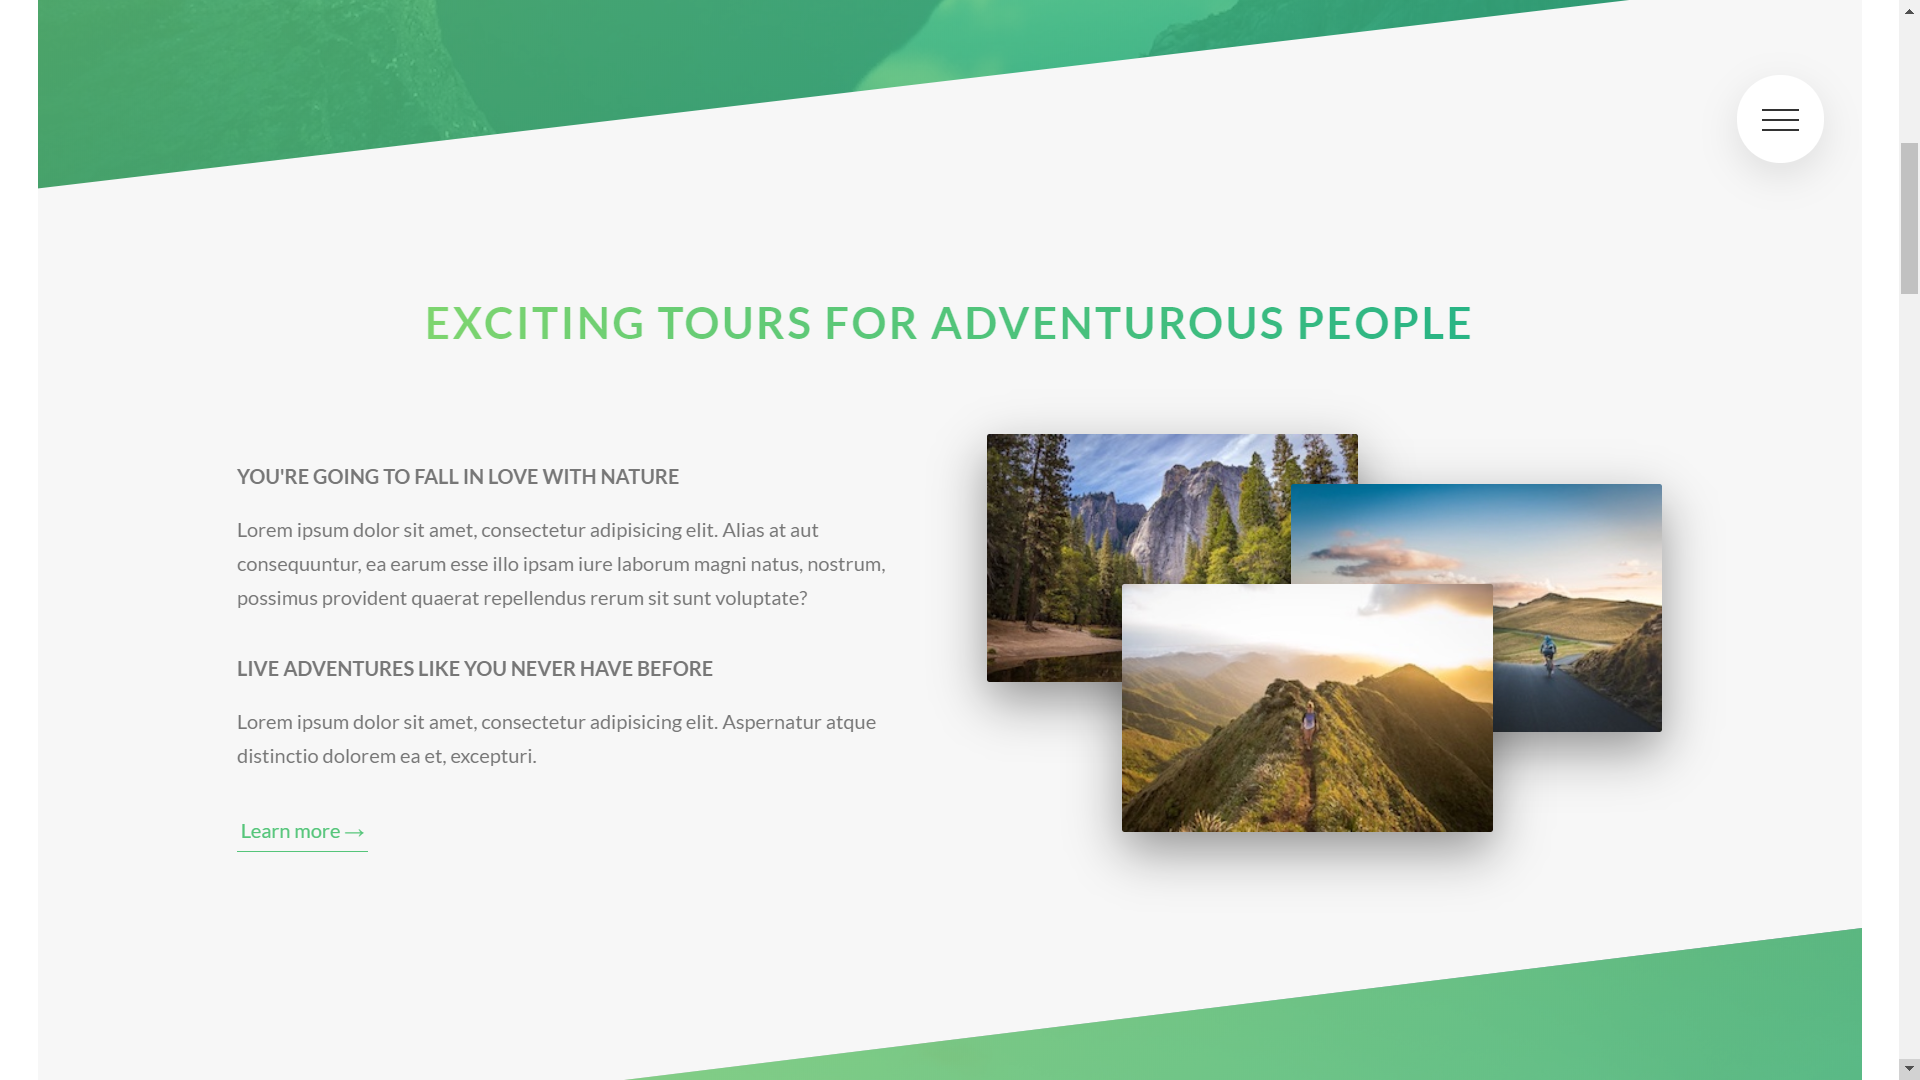 EXCITING TOURS FOR ADVENTUROUS PEOPLE
YOU'RE GOING TO FALL IN LOVE WITH NATURE
Lorem ipsum dolor sit amet, consectetur adipisicing elit. Alias at aut
consequuntur, ea earum esse illo ipsam iure laborum magni natus, nostrum,
possimus provident quaerat repellendus rerum sit sunt voluptate?
LIVE ADVENTURES LIKE YOU NEVER HAVE BEFORE
Lorem ipsum dolor sit amet, consectetur adipisicing elit. Aspernatur atque
distinctio dolorem ea et, excepturi.
Learn more →